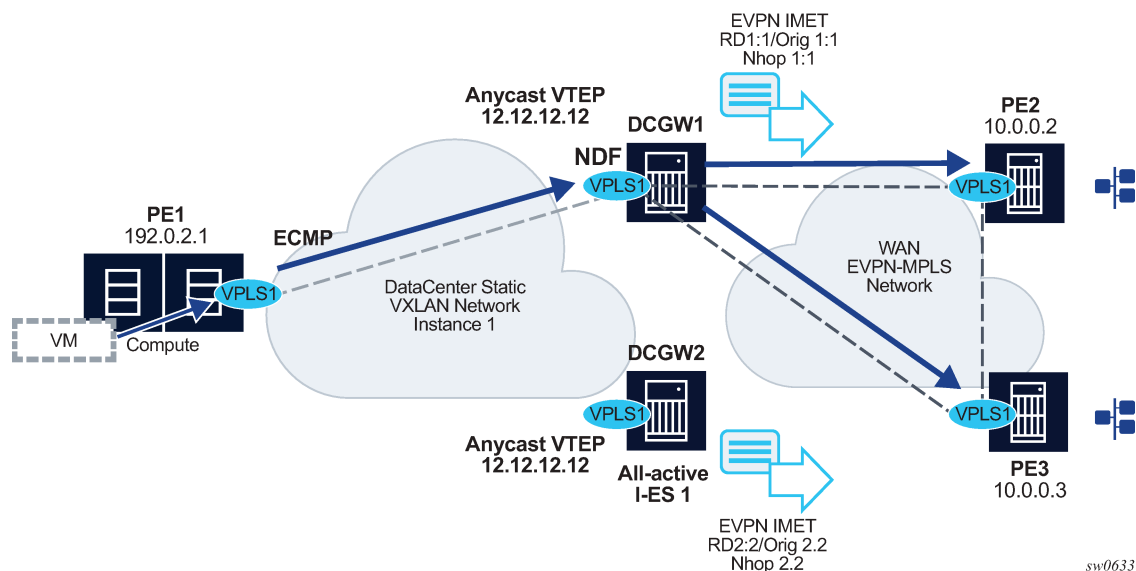 EVPN IMET
RD1:1/Orig 1:1
Nhop 1:1
Anycast VTEP
12.12.12.12
DCGW1
PE2
10.0.0.2
NDF
VPLS1
VPLS1
PE1
192.0.2.1
ECMP
WAN
EVPN-MPLS
Network
VPLS1
DataCenter Static
VXLAN Network
Instance 1
VM
Compute
DCGW2
VPLS1
VPLS1
Anycast VTEP
12.12.12.12
All-active
I-ES 1
PE3
10.0.0.3
EVPN IMET
RD2:2/Orig 2.2
Nhop 2.2
sw0633